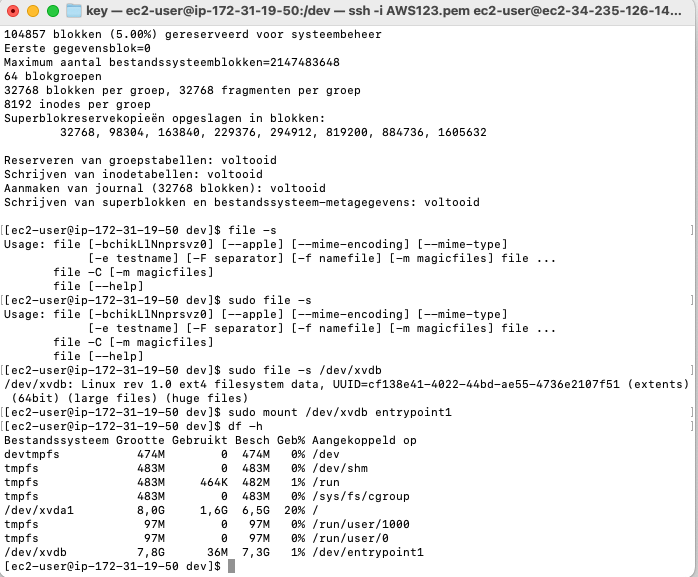 key — ec2-user@ip-172-31-19-50:/dev — ssh -i AWS123.pem ec2-user@ec2-34-235-126-14...
104857 blokken (5.00%) gereserveerd voor systeembeheer
Eerste gegevensblok=0
Maximum aantal bestandssysteemblokken=2147483648
64 blokgroepen
32768 blokken per groep, 32768 fragmenten per groep
8192 inodes per groep
Superblokreservekopieën opgeslagen in blokken:
        32768, 98304, 163840, 229376, 294912, 819200, 884736, 1605632

Reserveren van groepstabellen: voltooid
Schrijven van inodetabellen: voltooid
Aanmaken van journal (32768 blokken): voltooid
Schrijven van superblokken en bestandssysteem-metagegevens: voltooid

[[ec2-user@ip-172-31-19-50 dev]$ file -s ]
Usage: file [-bchikLlNnprsvz0] [--apple] [--mime-encoding] [--mime-type]
            [-e testname] [-F separator] [-f namefile] [-m magicfiles] file ...
       file -C [-m magicfiles]
       file [--help]
[[ec2-user@ip-172-31-19-50 dev]$ sudo file -s ]
Usage: file [-bchikLlNnprsvz0] [--apple] [--mime-encoding] [--mime-type]
            [-e testname] [-F separator] [-f namefile] [-m magicfiles] file ...
       file -C [-m magicfiles]
       file [--help]
[[ec2-user@ip-172-31-19-50 dev]$ sudo file -s /dev/xvdb ]
/dev/xvdb: Linux rev 1.0 ext4 filesystem data, UUID=cf138e41-4022-44bd-ae55-4736e2107f51 (extents)
 (64bit) (large files) (huge files)
[[ec2-user@ip-172-31-19-50 dev]$ sudo mount /dev/xvdb entrypoint1 ]
[[ec2-user@ip-172-31-19-50 dev]$ df -h ]
Bestandssysteem Grootte Gebruikt Besch Geb% Aangekoppeld op
devtmpfs           474M        0  474M   0% /dev
tmpfs              483M        0  483M   0% /dev/shm
tmpfs              483M     464K  482M   1% /run
tmpfs              483M        0  483M   0% /sys/fs/cgroup
/dev/xvda1         8,0G     1,6G  6,5G  20% /
tmpfs               97M        0   97M   0% /run/user/1000
tmpfs               97M        0   97M   0% /run/user/0
/dev/xvdb          7,8G      36M  7,3G   1% /dev/entrypoint1
[ec2-user@ip-172-31-19-50 dev]$